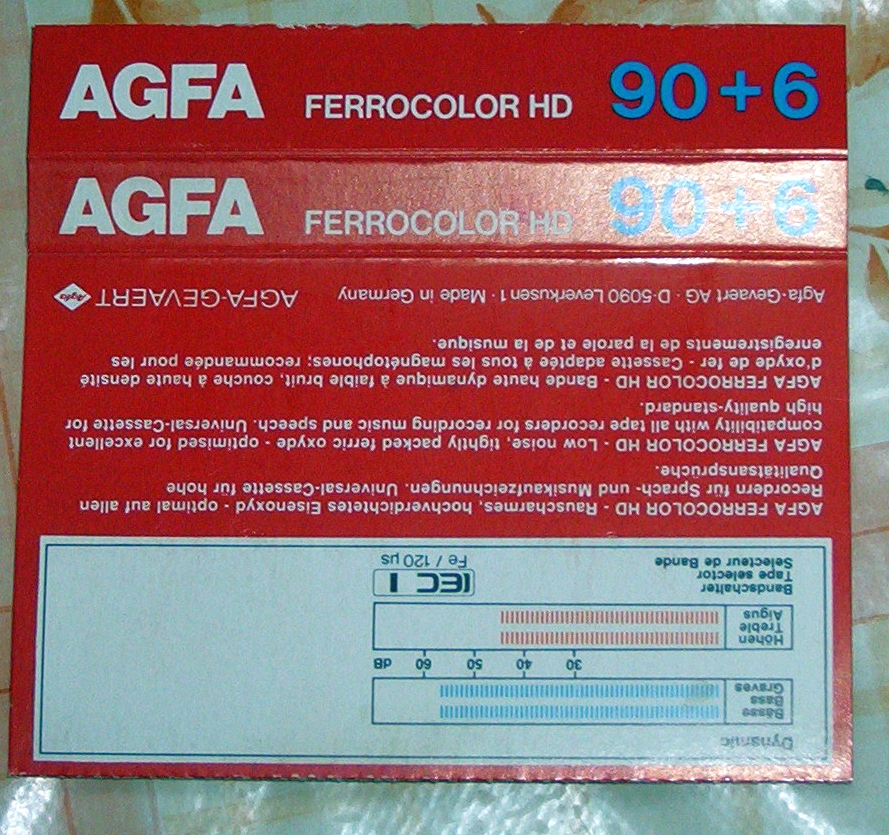 AGFA FERROCOLOR HD 90+6
AGFA FERROCOLOR HD 90+6
Dynamic
Bässe
Bass
Graves
dB 60 50 40 30
Höhen
Treble
Aigus
Bandschalter
Tape selector
Selecteur de Bande
IEC I
Fe / 120 µs
AGFA FERROCOLOR HD - Rauscharmes, hochverdichtetes Eisenoxyd - optimal auf allen
Recordern für Sprach- und Musikaufzeichnungen. Universal-Cassette für hohe
Qualitätsansprüche.
AGFA FERROCOLOR HD - Low noise, tightly packed ferric oxyde - optimised for excellent
compatibility with all tape recorders for recording music and speech. Universal-Cassette for
high quality-standard.
AGFA FERROCOLOR HD - Bande haute dynamique à faible bruit, couche à haute densité
d'oxyde de fer - Cassette adaptée à tous les magnétophones; recommandée pour les
enregistrements de la parole et de la musique.
Agfa-Gevaert AG · D-5090 Leverkusen 1 · Made in Germany
AGFA-GEVAERT Agfa